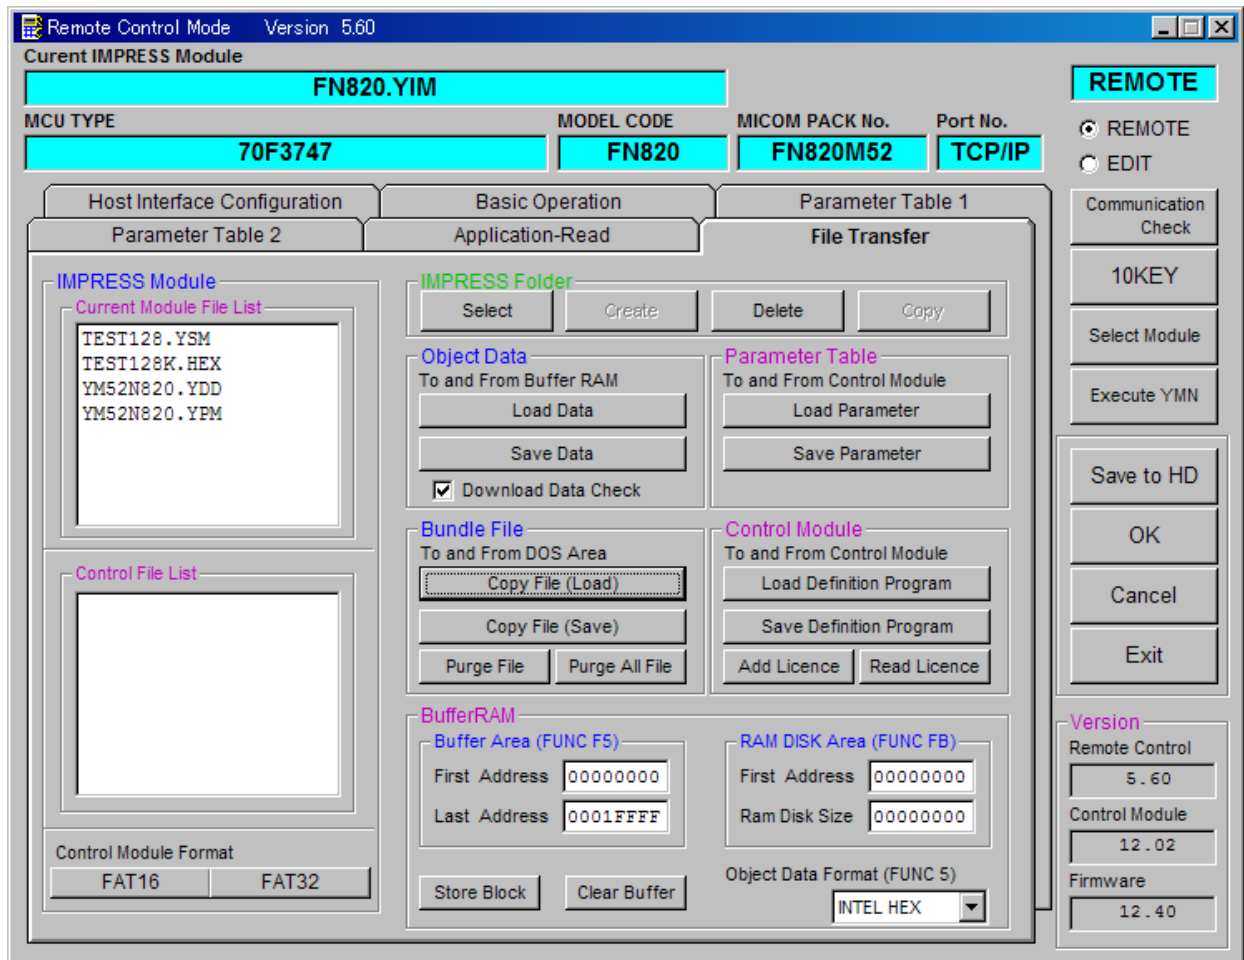 Remote Control Mode Version 5.60
Curent IMPRESS Module
FN820.YIM
REMOTE
MCU TYPE
MODEL CODE
MICOM PACK No.
Port No.
70F3747
FN820
FN820M52
TCP/IP
REMOTE
EDIT
Host Interface Configuration
Basic Operation
Parameter Table 1
Parameter Table 2
Application-Read
File Transfer
IMPRESS Module
Current Module File List
TEST128.YSM
TEST128K.HEX
YM52N820.YDD
YM52N820.YPM
Control File List
Control Module Format
FAT16
FAT32
IMPRESS Folder
Select
Create
Delete
Copy
Object Data
To and From Buffer RAM
Load Data
Save Data
Download Data Check
Parameter Table
To and From Control Module
Load Parameter
Save Parameter
Bundle File
To and From DOS Area
Copy File (Load)
Copy File (Save)
Purge File
Purge All File
Control Module
To and From Control Module
Load Definition Program
Save Definition Program
Add Licence
Read Licence
BufferRAM
Buffer Area (FUNC F5)
First Address 00000000
Last Address 0001FFFF
RAM DISK Area (FUNC FB)
First Address 00000000
Ram Disk Size 00000000
Store Block
Clear Buffer
Object Data Format (FUNC 5)
INTEL HEX
Communication
Check
10KEY
Select Module
Execute YMN
Save to HD
OK
Cancel
Exit
Version
Remote Control
5.60
Control Module
12.02
Firmware
12.40